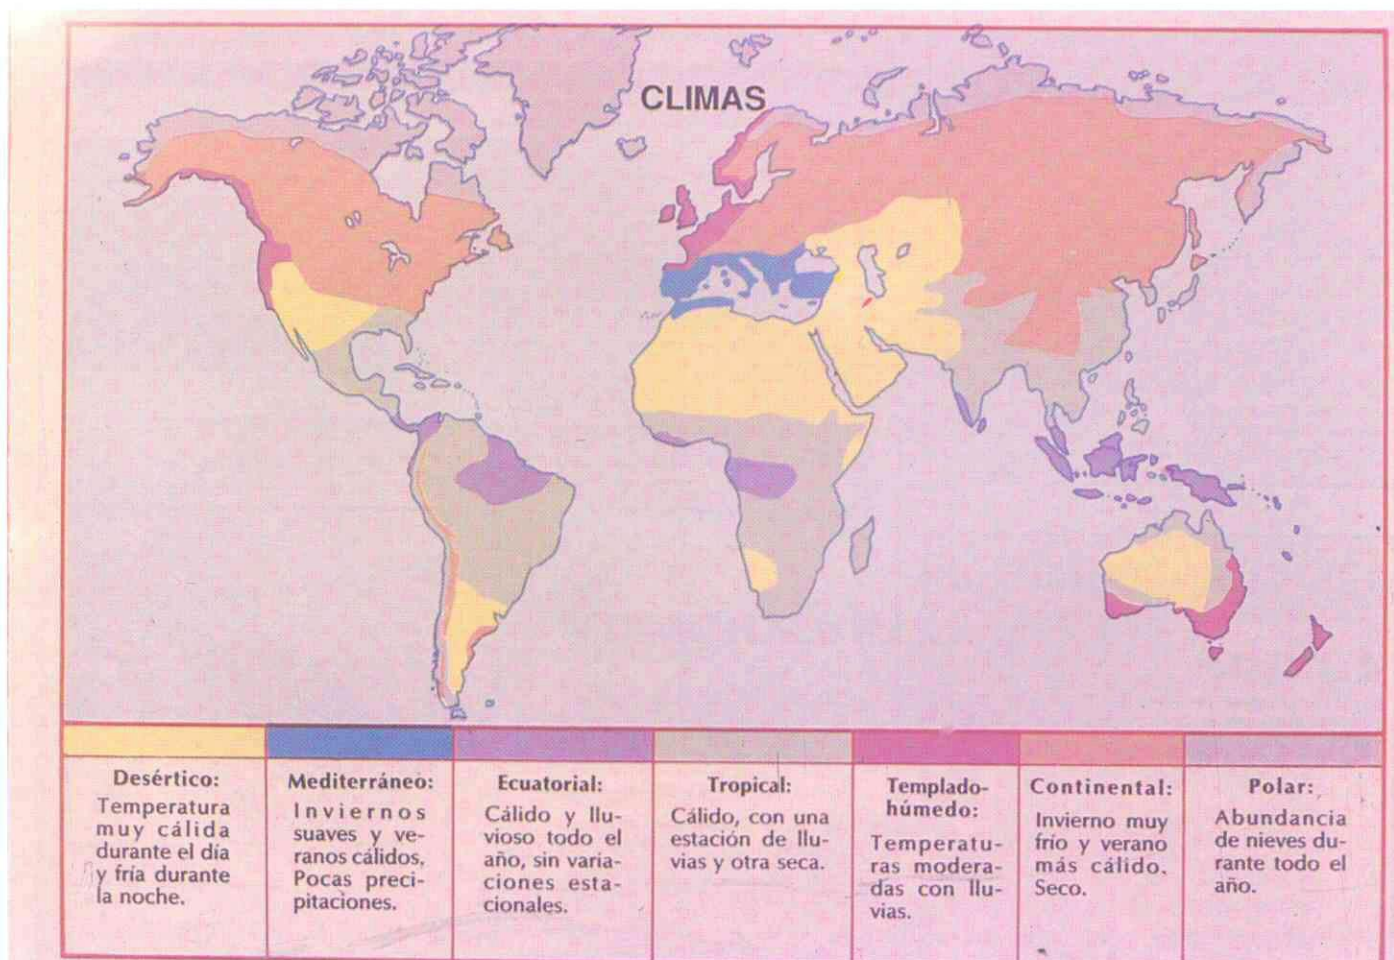 CLIMAS
Desértico:
Temperatura
muy cálida
durante el día
y fría durante
la noche.
Mediterráneo:
Inviernos
suaves y ve-
ranos cálidos.
Pocas preci-
pitaciones.
Ecuatorial:
Cálido y llu-
vioso todo el
año, sin varia-
ciones esta-
cionales.
Tropical:
Cálido, con una
estación de llu-
vias y otra seca.
Templado-
húmedo:
Temperatu-
ras modera-
das con llu-
vias.
Continental:
Invierno muy
frío y verano
más cálido.
Seco.
Polar:
Abundancia
de nieves du-
rante todo el
año.